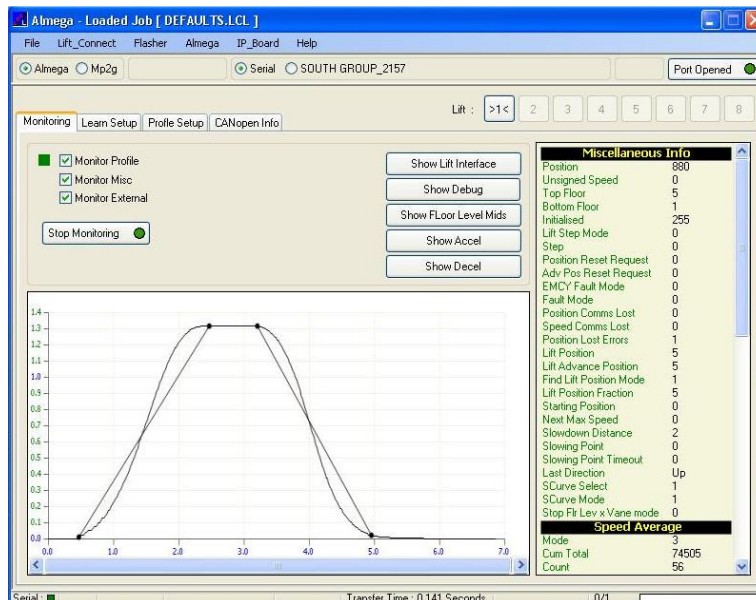 Almega - Loaded Job [ DEFAULTS.LCL ]
File Lift_Connect Flasher Almega IP_Board Help
Almega Mp2g Serial SOUTH GROUP_2157 Port Opened
Lift : >1< 2 3 4 5 6 7 8
Monitoring Learn Setup Profle Setup CANopen Info
Monitor Profile
Monitor Misc
Monitor External
Stop Monitoring
Show Lift Interface
Show Debug
Show FLoor Level Mids
Show Accel
Show Decel
1.4
1.3
1.2
1.1
1.0
0.9
0.8
0.7
0.6
0.5
0.4
0.3
0.2
0.1
0.0
0.0 1.0 2.0 3.0 4.0 5.0 6.0 7.0
Miscellaneous Info
Position 880
Unsigned Speed 0
Top Floor 5
Bottom Floor 1
Initialised 255
Lift Step Mode 0
Step 0
Position Reset Request 0
Adv Pos Reset Request 0
EMCY Fault Mode 0
Fault Mode 0
Position Comms Lost 0
Speed Comms Lost 0
Position Lost Errors 1
Lift Position 5
Lift Advance Position 5
Find Lift Position Mode 1
Lift Position Fraction 5
Starting Position 0
Next Max Speed 0
Slowdown Distance 2
Slowing Point 0
Slowing Point Timeout 0
Last Direction Up
SCurve Select 1
SCurve Mode 1
Stop Flr Lev x Vane mode 0
Speed Average
Mode 3
Cum Total 74505
Count 56
Serial : Transfer Time : 0.141 Seconds 0/1